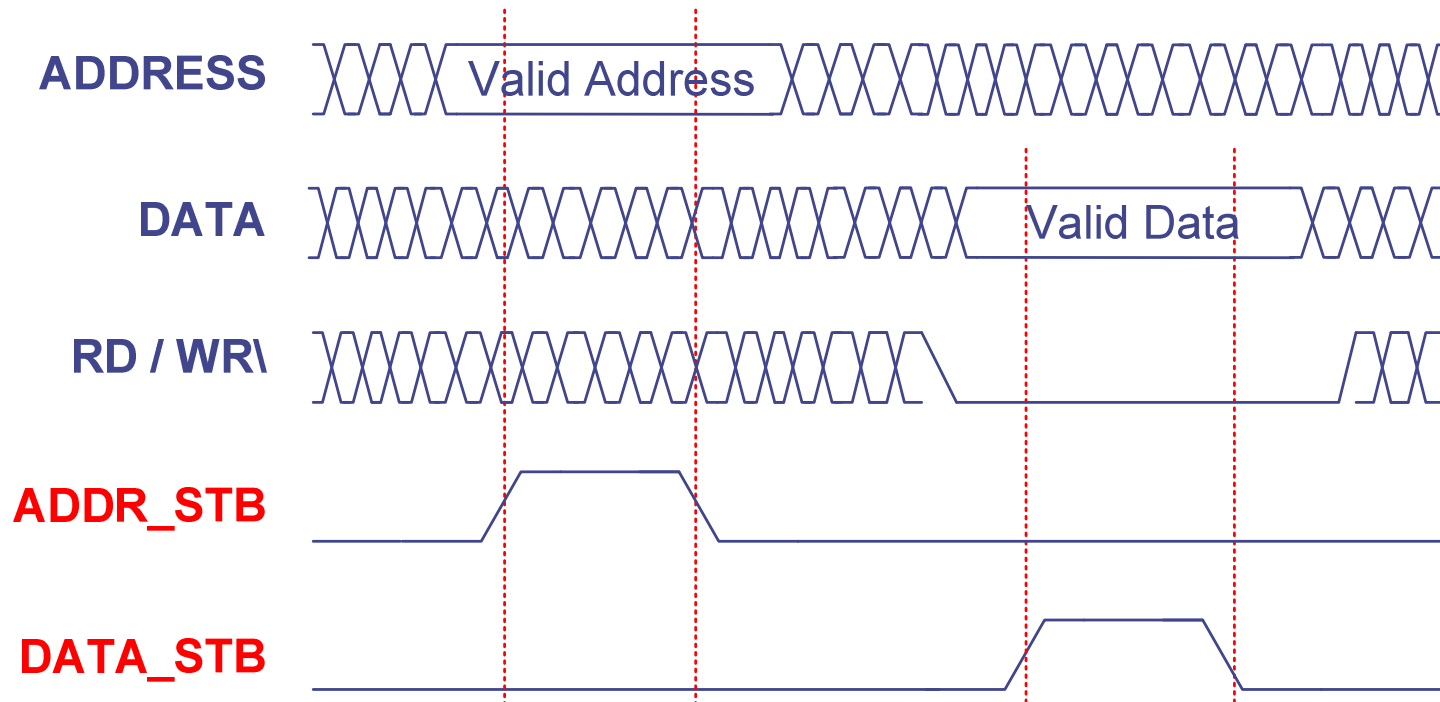 ADDRESS
Valid Address
DATA
Valid Data
RD / WR\
ADDR_STB
DATA_STB